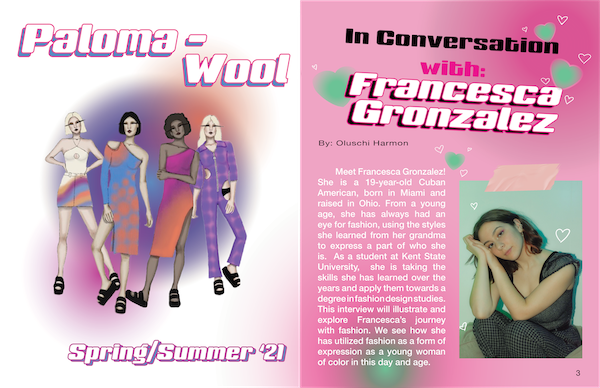 Paloma -
Wool
Spring/Summer '21
In Conversation
with:
Francesca
Gronzalez
By: Oluschi Harmon
Meet Francesca Gronzalez!
She is a 19-year-old Cuban
American, born in Miami and
raised in Ohio. From a young
age, she has always had an
eye for fashion, using the styles
she learned from her grandma
to express a part of who she
is. As a student at Kent State
University, she is taking the
skills she has learned over the
years and apply them towards a
degree in fashion design studies.
This interview will illustrate and
explore Francesca's journey
with fashion. We see how she
has utilized fashion as a form of
expression as a young woman
of color in this day and age.
3